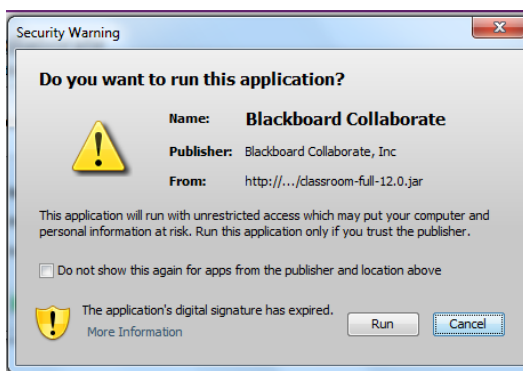 Security Warning
Do you want to run this application?
Name: Blackboard Collaborate
Publisher: Blackboard Collaborate, Inc
From: http://.../classroom-full-12.0.jar
This application will run with unrestricted access which may put your computer and
personal information at risk. Run this application only if you trust the publisher.
Do not show this again for apps from the publisher and location above
The application's digital signature has expired.
More Information
Run Cancel